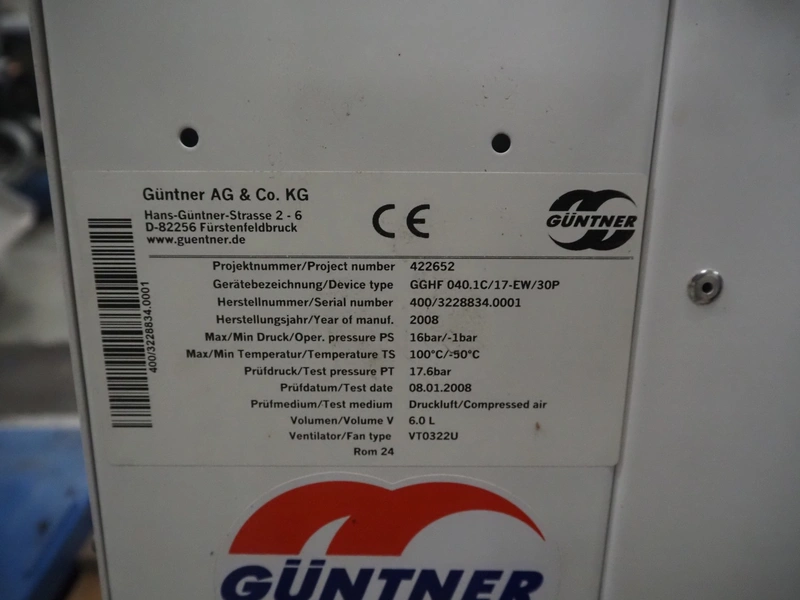 Güntner AG & Co. KG
Hans-Güntner-Strasse 2 - 6
D-82256 Fürstenfeldbruck
www.guentner.de
CE
GÜNTNER
Projektnummer/Project number 422652
Gerätebezeichnung/Device type GGHF 040.1C/17-EW/30P
Herstellnummer/Serial number 400/3228834.0001
Herstellungsjahr/Year of manuf. 2008
Max/Min Druck/Oper. pressure PS 16bar/-1bar
Max/Min Temperatur/Temperature TS 100°C/-50°C
Prüfdruck/Test pressure PT 17.6bar
Prüfdatum/Test date 08.01.2008
Prüfmedium/Test medium Druckluft/Compressed air
Volumen/Volume V 6.0 L
Ventilator/Fan type VT0322U
Rom 24
400/3228834.0001
GÜNTNER